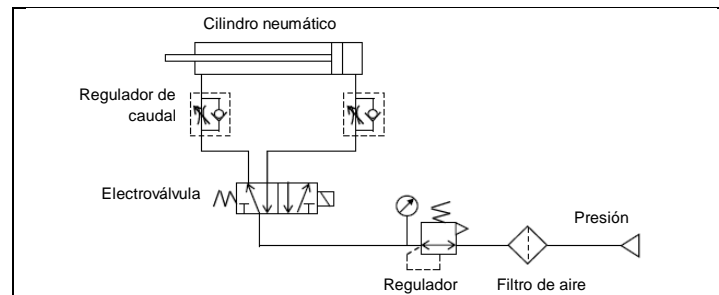 Cilindro neumático
Regulador de
caudal
Electroválvula
Presión
Regulador
Filtro de aire